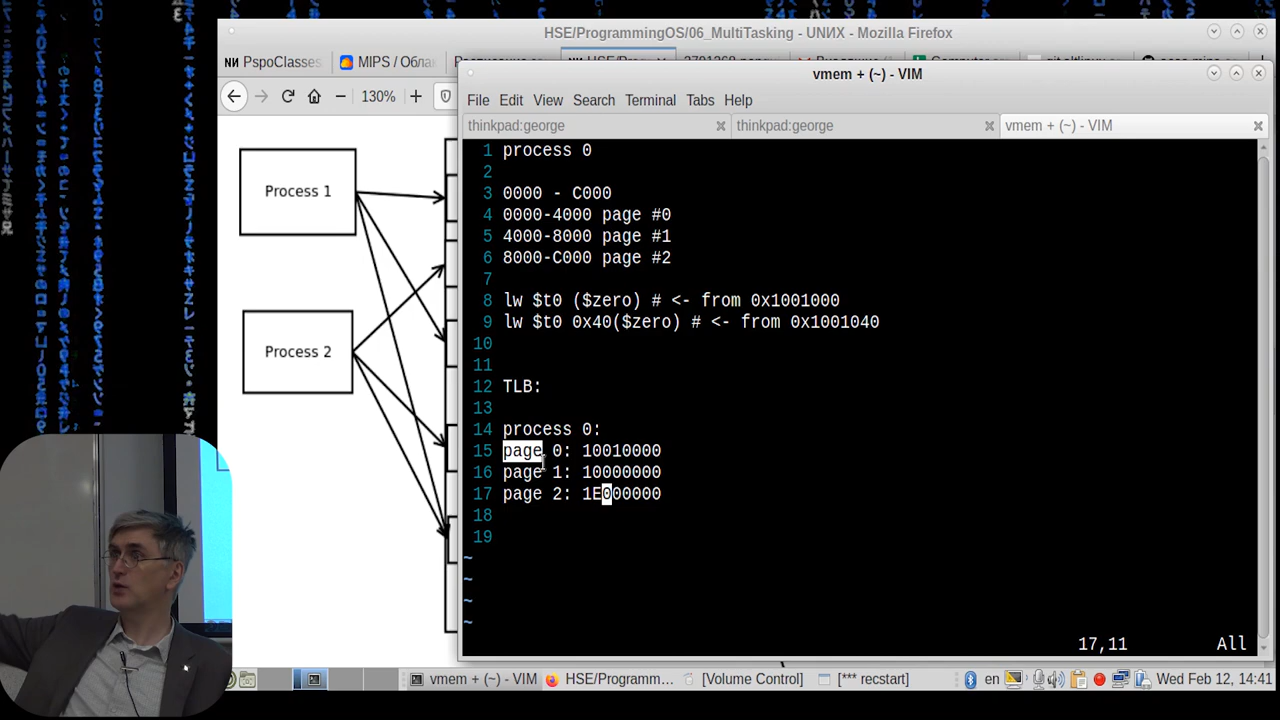 HSE/ProgrammingOS/06_MultiTasking - UNИX - Mozilla Firefox
PspoClasses
MIPS / Обла
HSE/Pro
130%
vmem + (~) - VIM
File Edit View Search Terminal Tabs Help
thinkpad:george
thinkpad:george
vmem + (~) - VIM
Process 1
Process 2
1 process 0
2
3 0000 - C000
4 0000-4000 page #0
5 4000-8000 page #1
6 8000-C000 page #2
7
8 lw $t0 ($zero) # <- from 0x1001000
9 lw $t0 0x40($zero) # <- from 0x1001040
10
11
12 TLB:
13
14 process 0:
15 page 0: 10010000
16 page 1: 10000000
17 page 2: 1E000000
18
19
~
~
~
~
17,11 All
vmem + (~) - VIM
HSE/Programm...
[Volume Control]
[*** recstart]
en
Wed Feb 12, 14:41